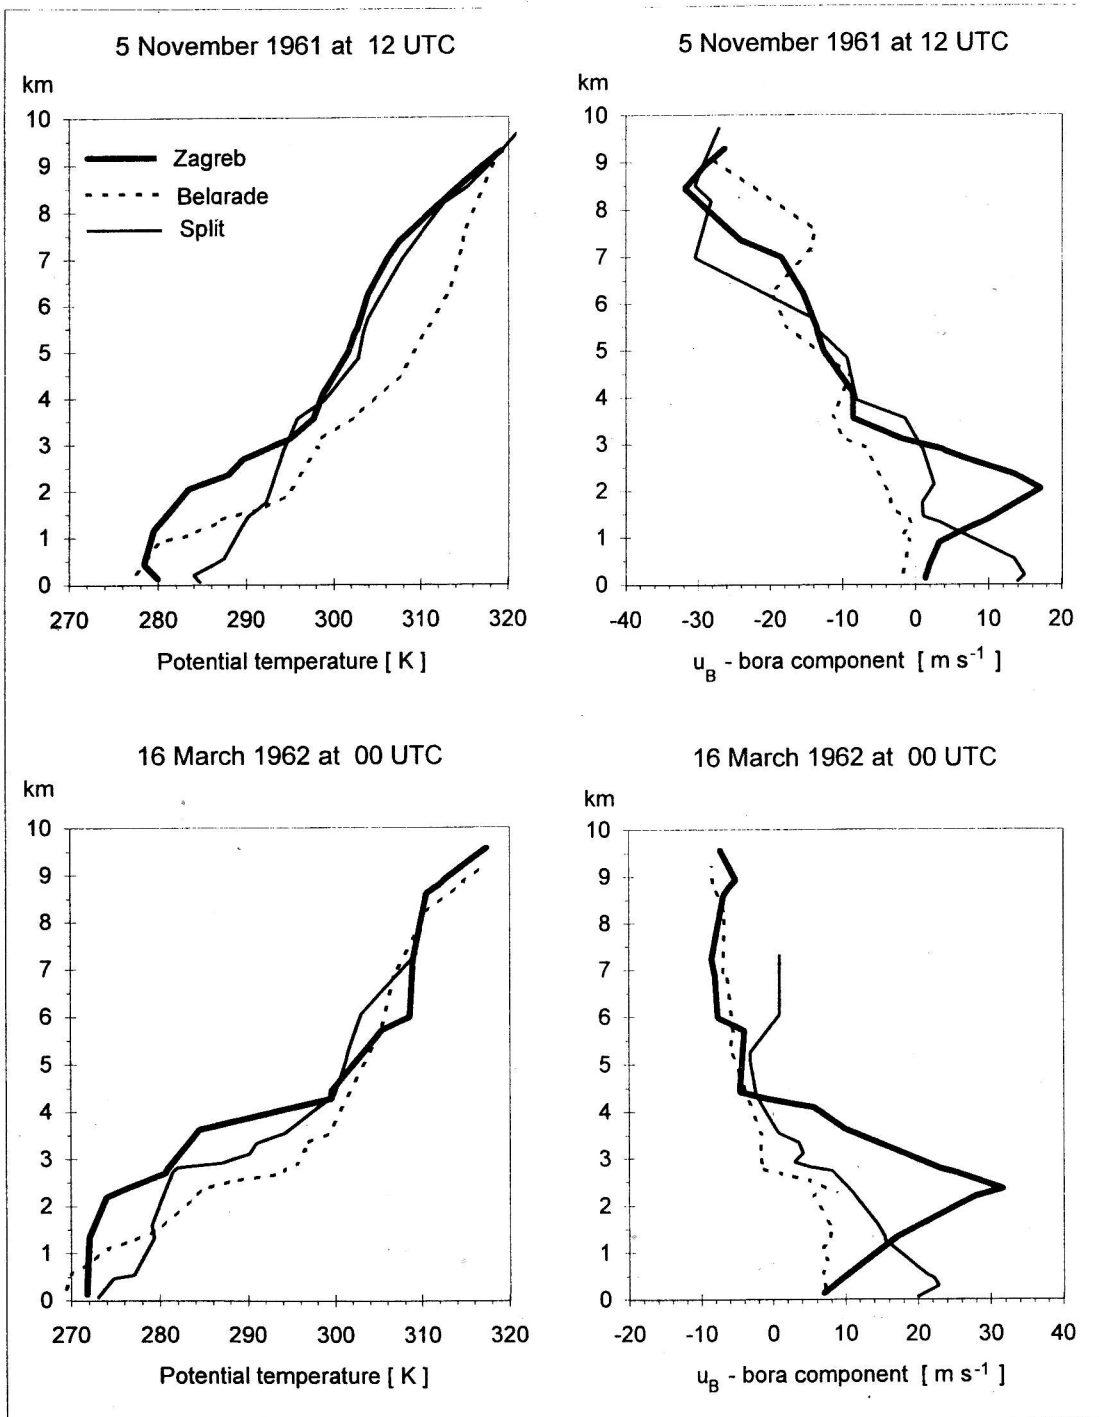 5 November 1961 at 12 UTC
km
10
9
8
7
6
5
4
3
2
1
0
Zagreb
Belgrade
Split
270 280 290 300 310 320
Potential temperature [ K ]
5 November 1961 at 12 UTC
km
10
9
8
7
6
5
4
3
2
1
0
-40 -30 -20 -10 0 10 20
u_B - bora component [ m s⁻¹ ]
16 March 1962 at 00 UTC
km
10
9
8
7
6
5
4
3
2
1
0
270 280 290 300 310 320
Potential temperature [ K ]
16 March 1962 at 00 UTC
km
10
9
8
7
6
5
4
3
2
1
0
-20 -10 0 10 20 30 40
u_B - bora component [ m s⁻¹ ]